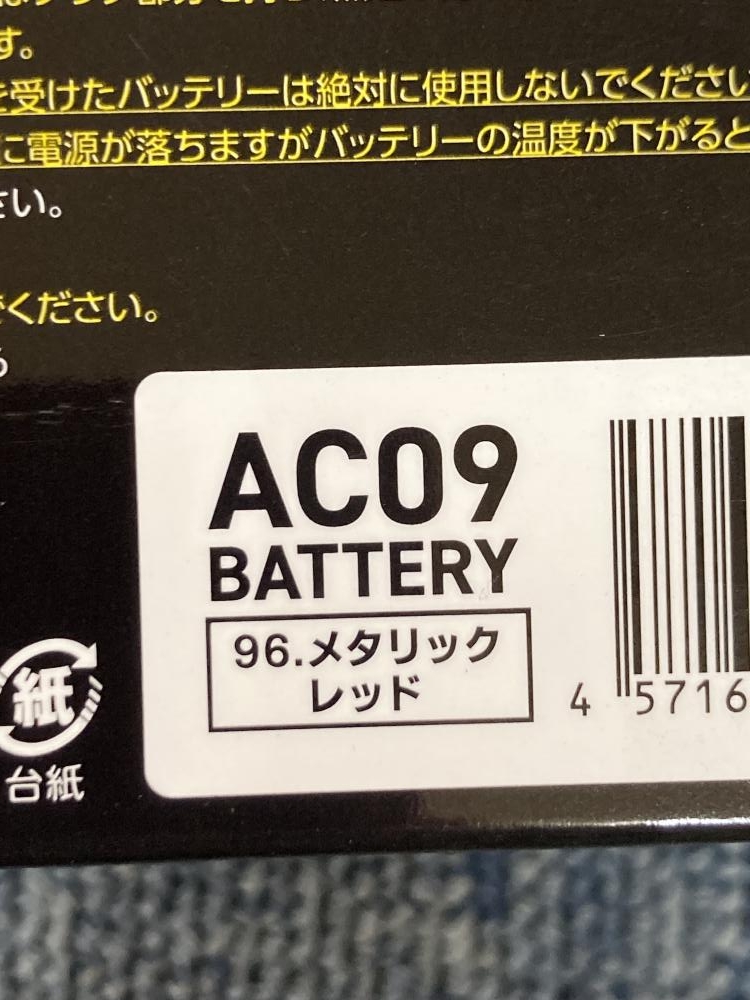 す。
を受けたバッテリーは絶対に使用しないでください
に電源が落ちますがバッテリーの温度が下がると
さい。
でください。
AC09
BATTERY
96.メタリック
レッド
4 5716
紙
台紙